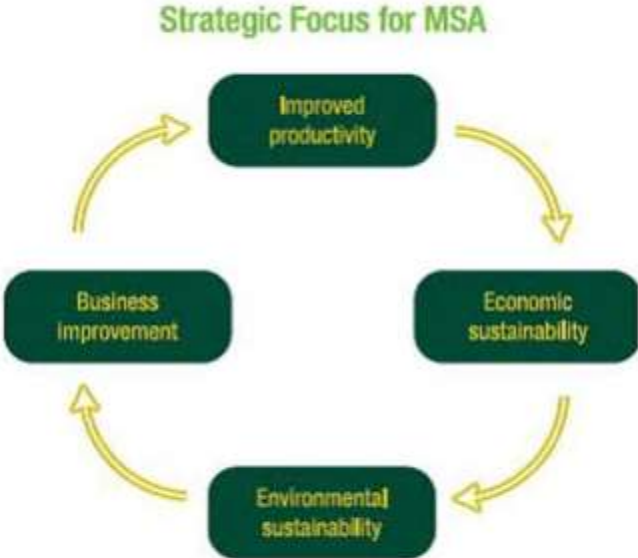 Strategic Focus for MSA
Improved
productivity
Business
improvement
Economic
sustainability
Environmental
sustainability